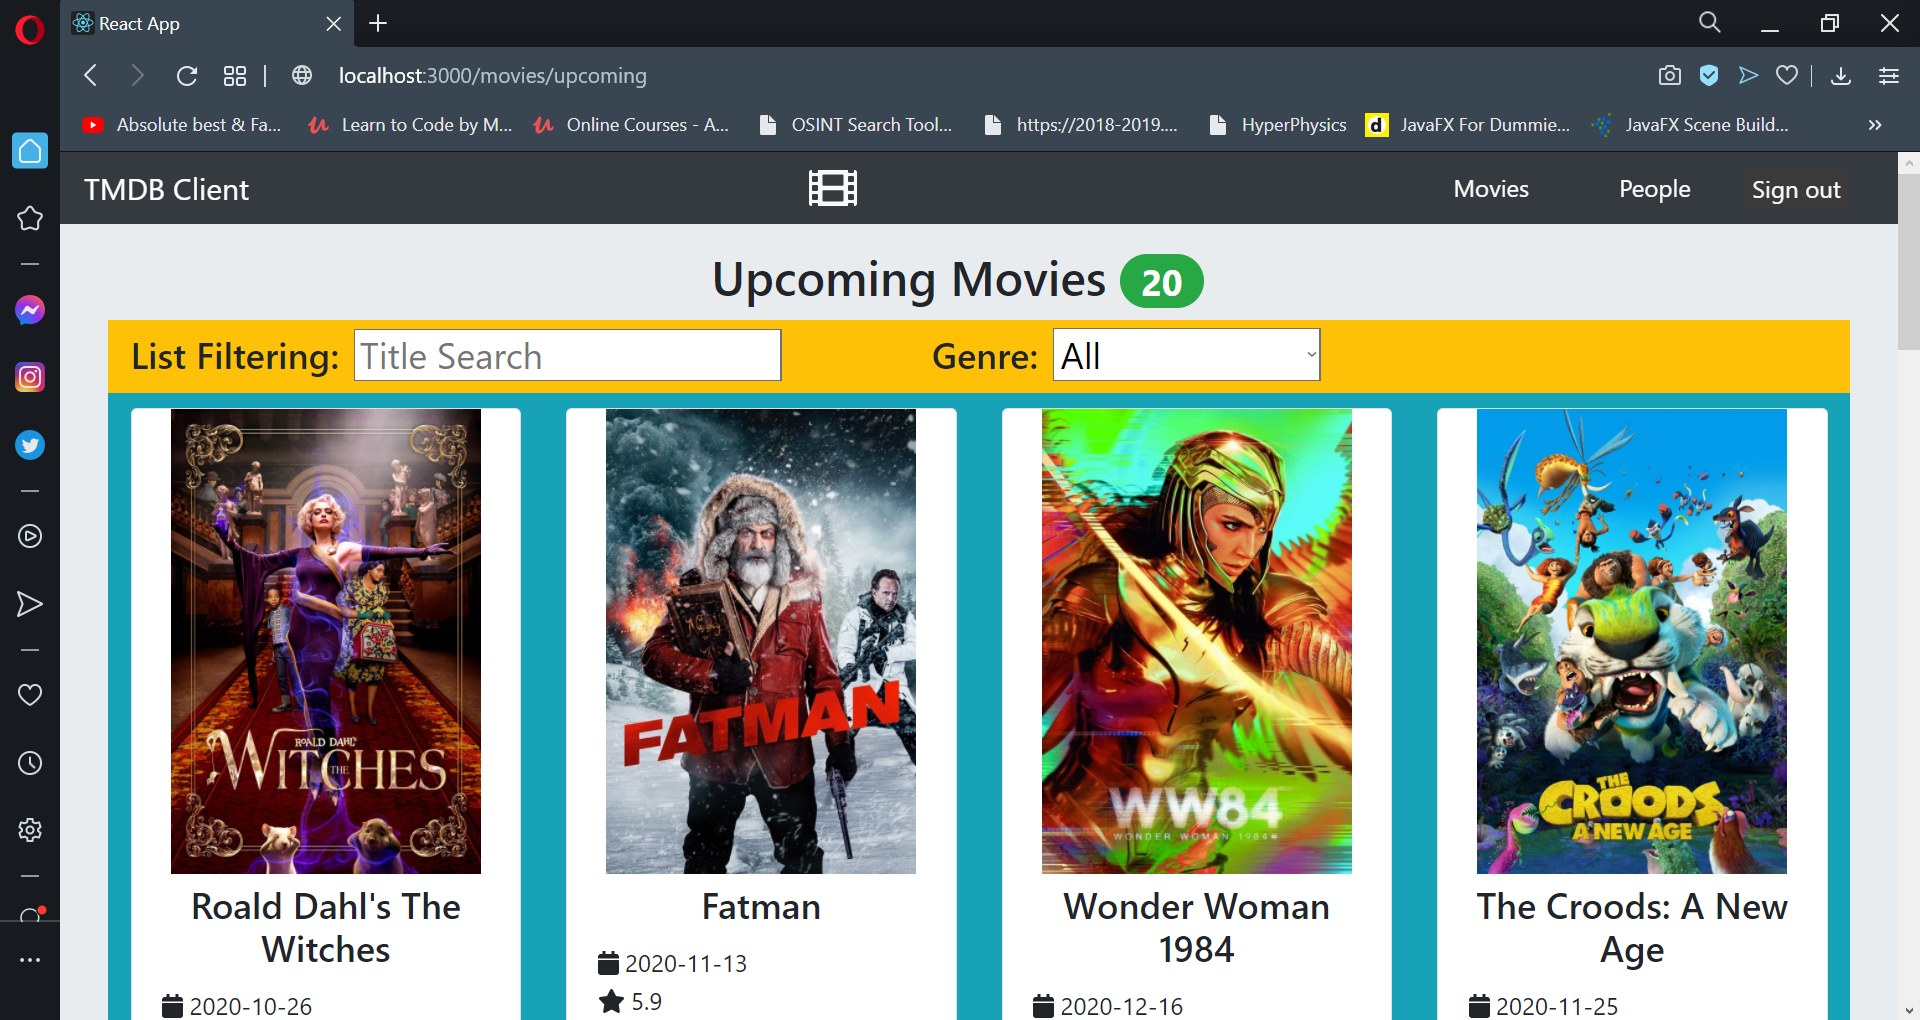 React App
localhost:3000/movies/upcoming
Absolute best & Fa...
Learn to Code by M...
Online Courses - A...
OSINT Search Tool...
https://2018-2019....
HyperPhysics
d
JavaFX For Dummie...
JavaFX Scene Build...
TMDB Client
Movies
People
Sign out
Upcoming Movies 20
List Filtering:
Title Search
Genre:
All
ROALD DAHL'S
THE
WITCHES
FATMAN
WW84
WONDER WOMAN 1984
THE
CROODS
A NEW AGE
Roald Dahl's The
Witches
2020-10-26
Fatman
2020-11-13
5.9
Wonder Woman
1984
2020-12-16
The Croods: A New
Age
2020-11-25